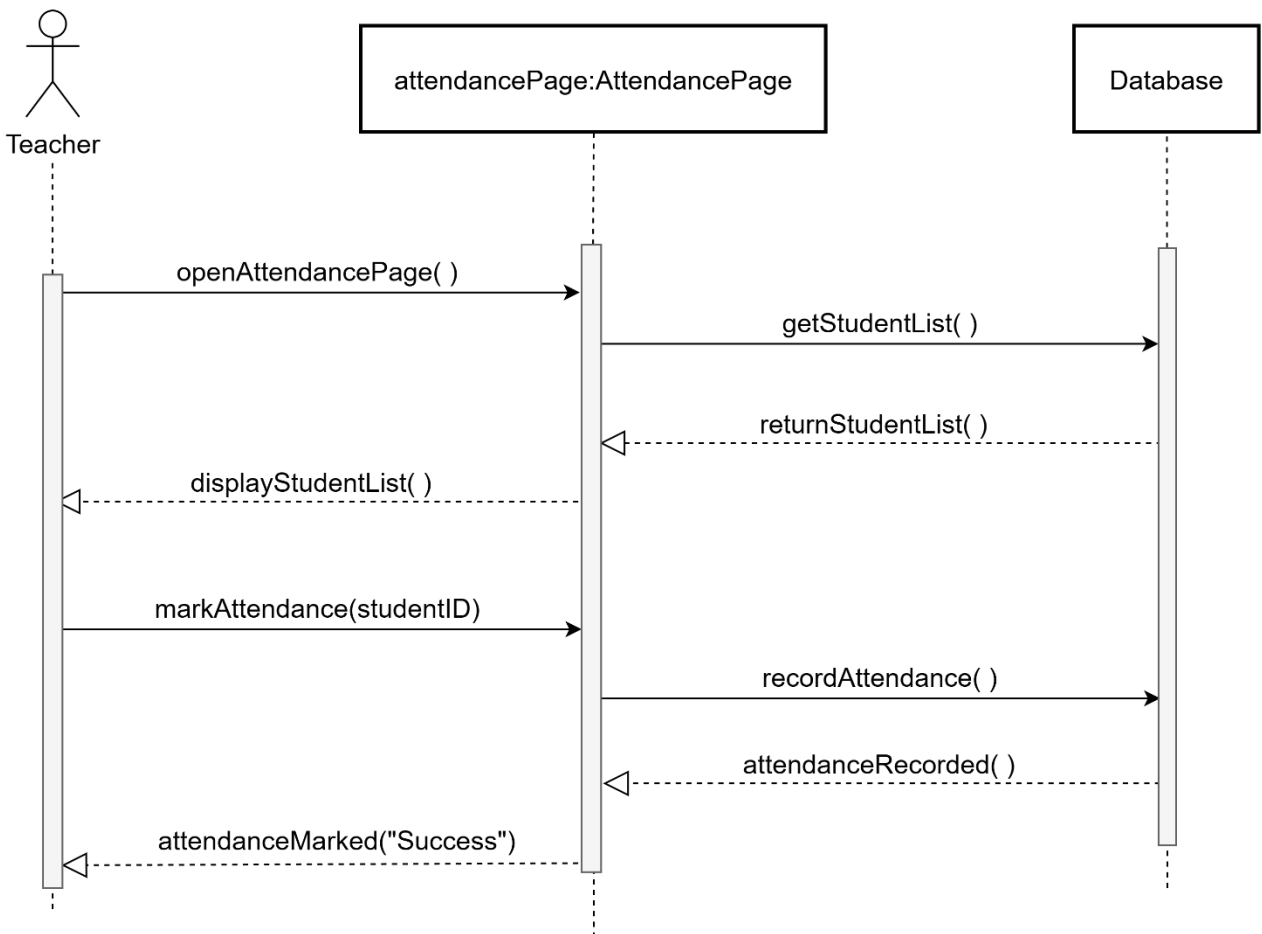 Teacher
attendancePage:AttendancePage
Database
openAttendancePage( )
getStudentList( )
returnStudentList( )
displayStudentList( )
markAttendance(studentID)
recordAttendance( )
attendanceRecorded( )
attendanceMarked("Success")